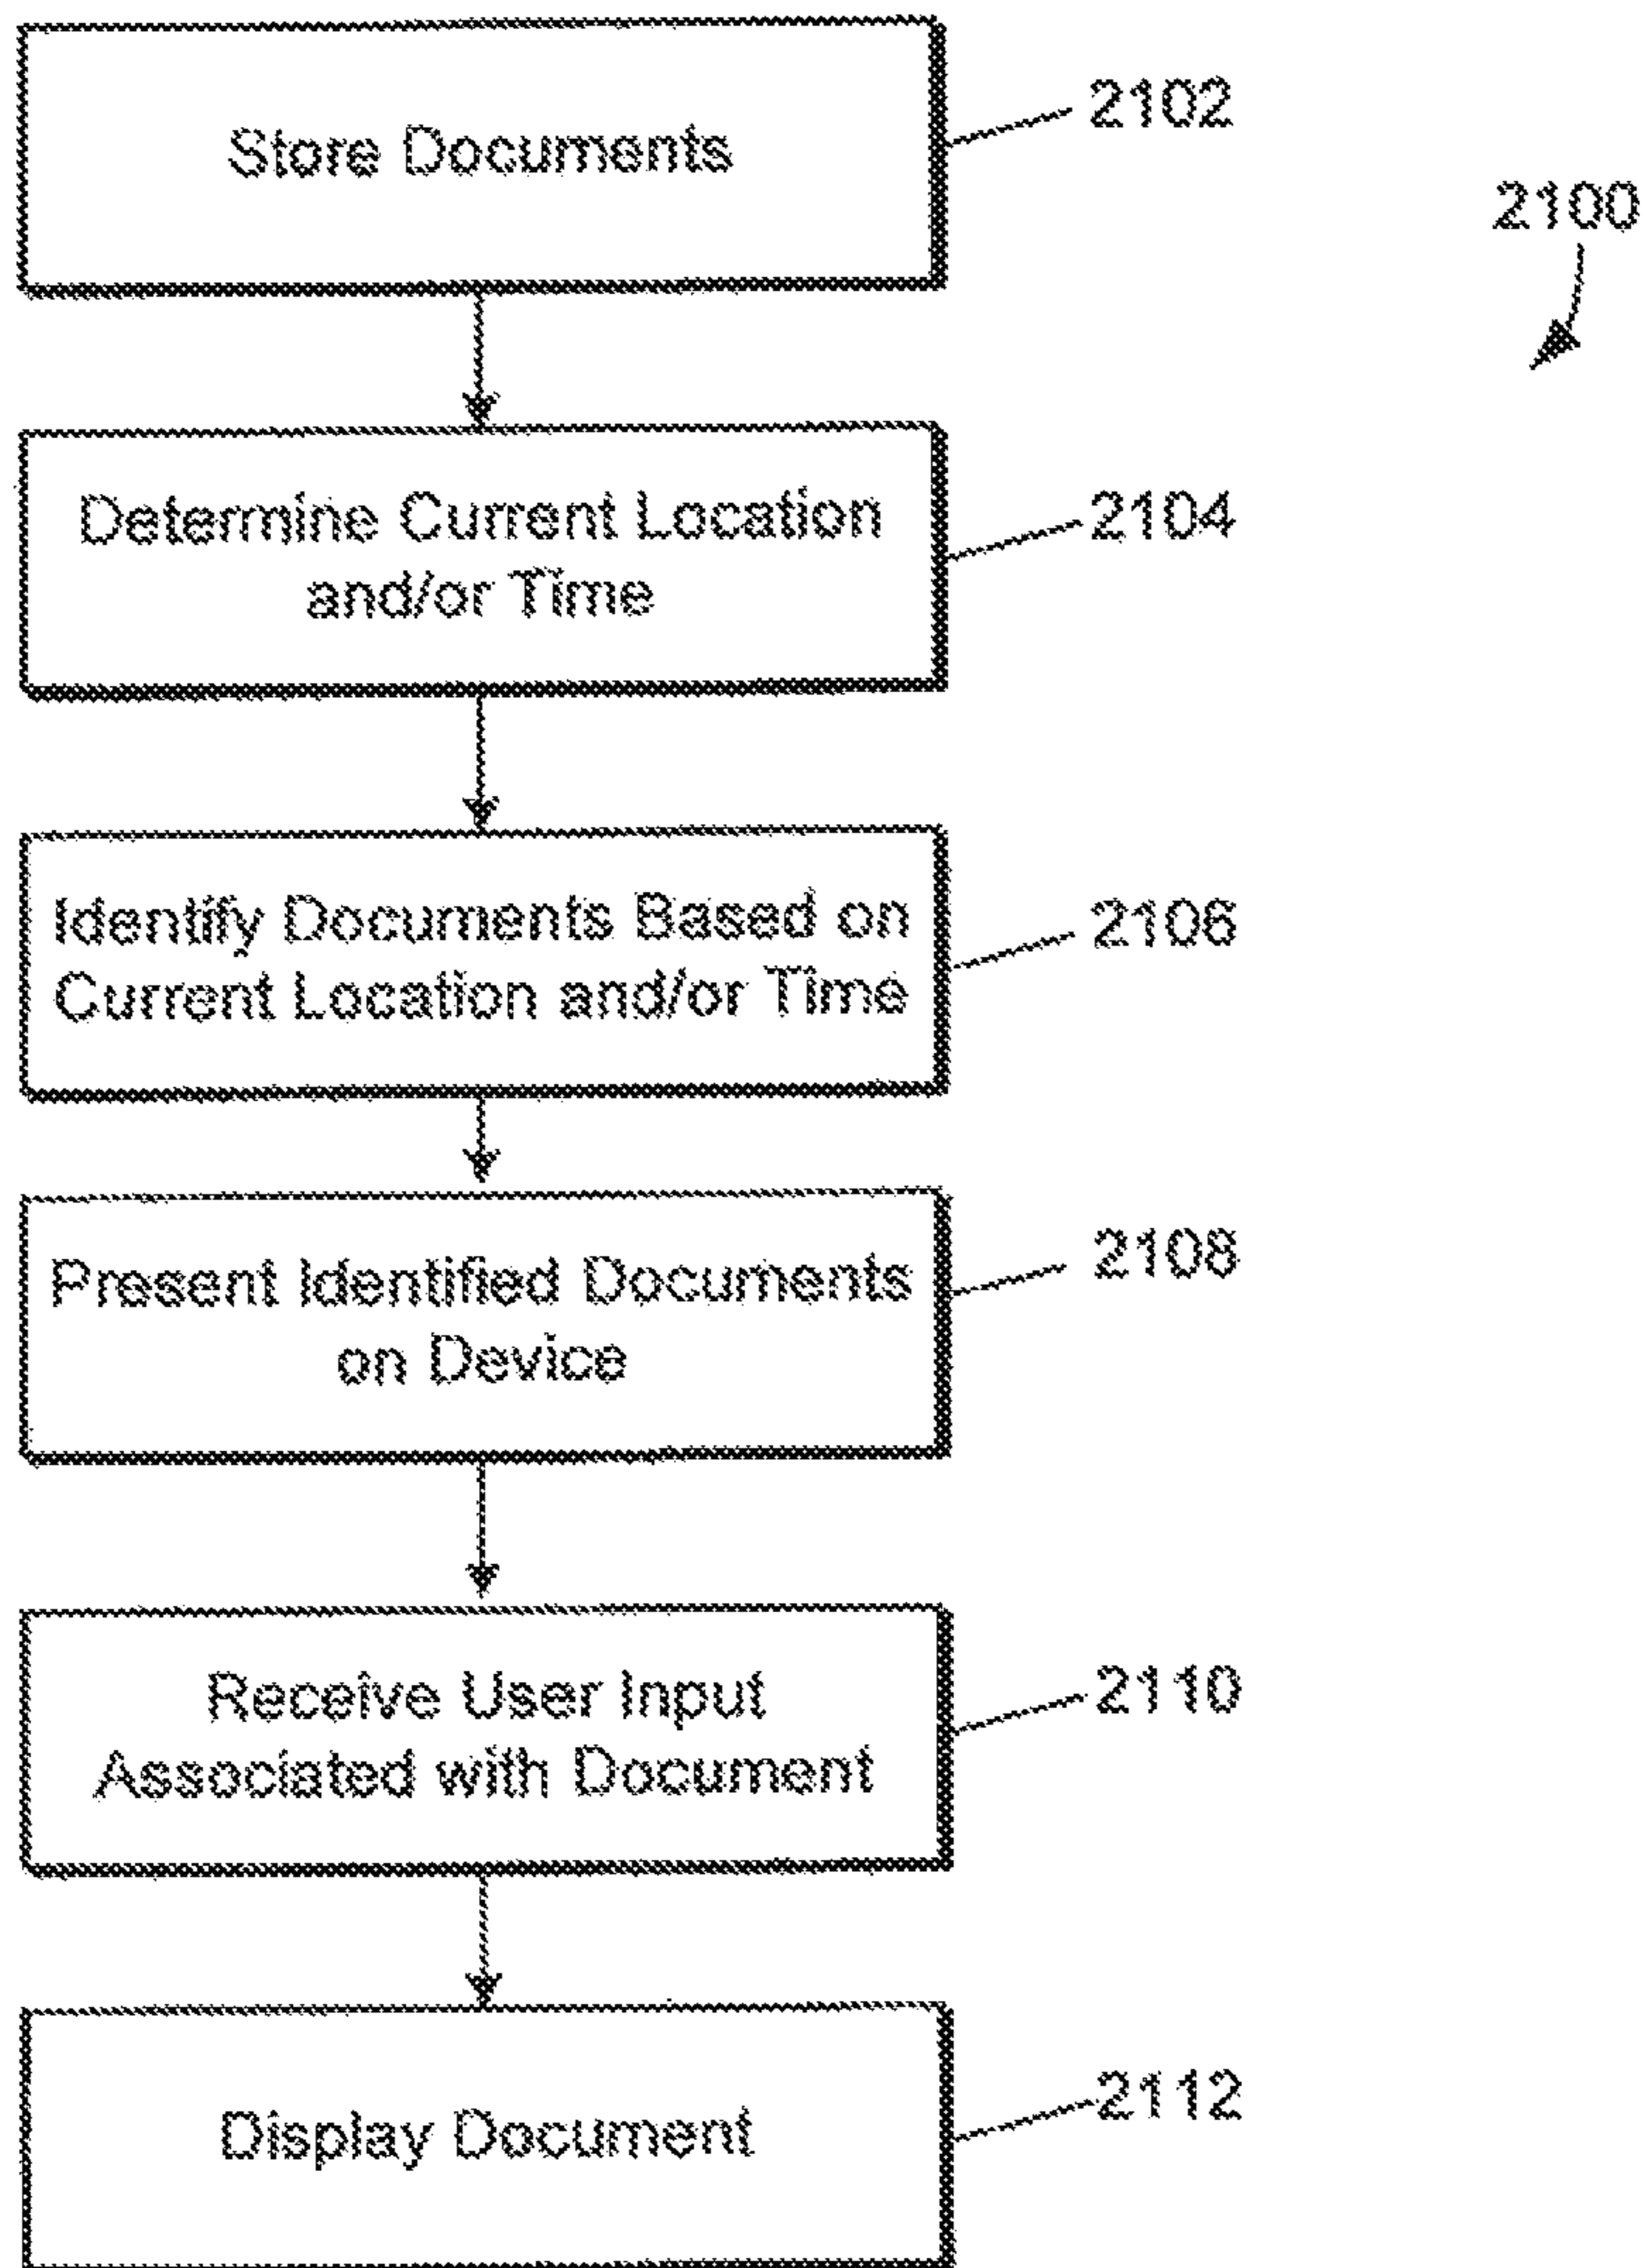 Store Documents
2102
2100
Determine Current Location
and/or Time
2104
Identify Documents Based on
Current Location and/or Time
2106
Present Identified Documents
on Device
2108
Receive User Input
Associated with Document
2110
Display Document
2112